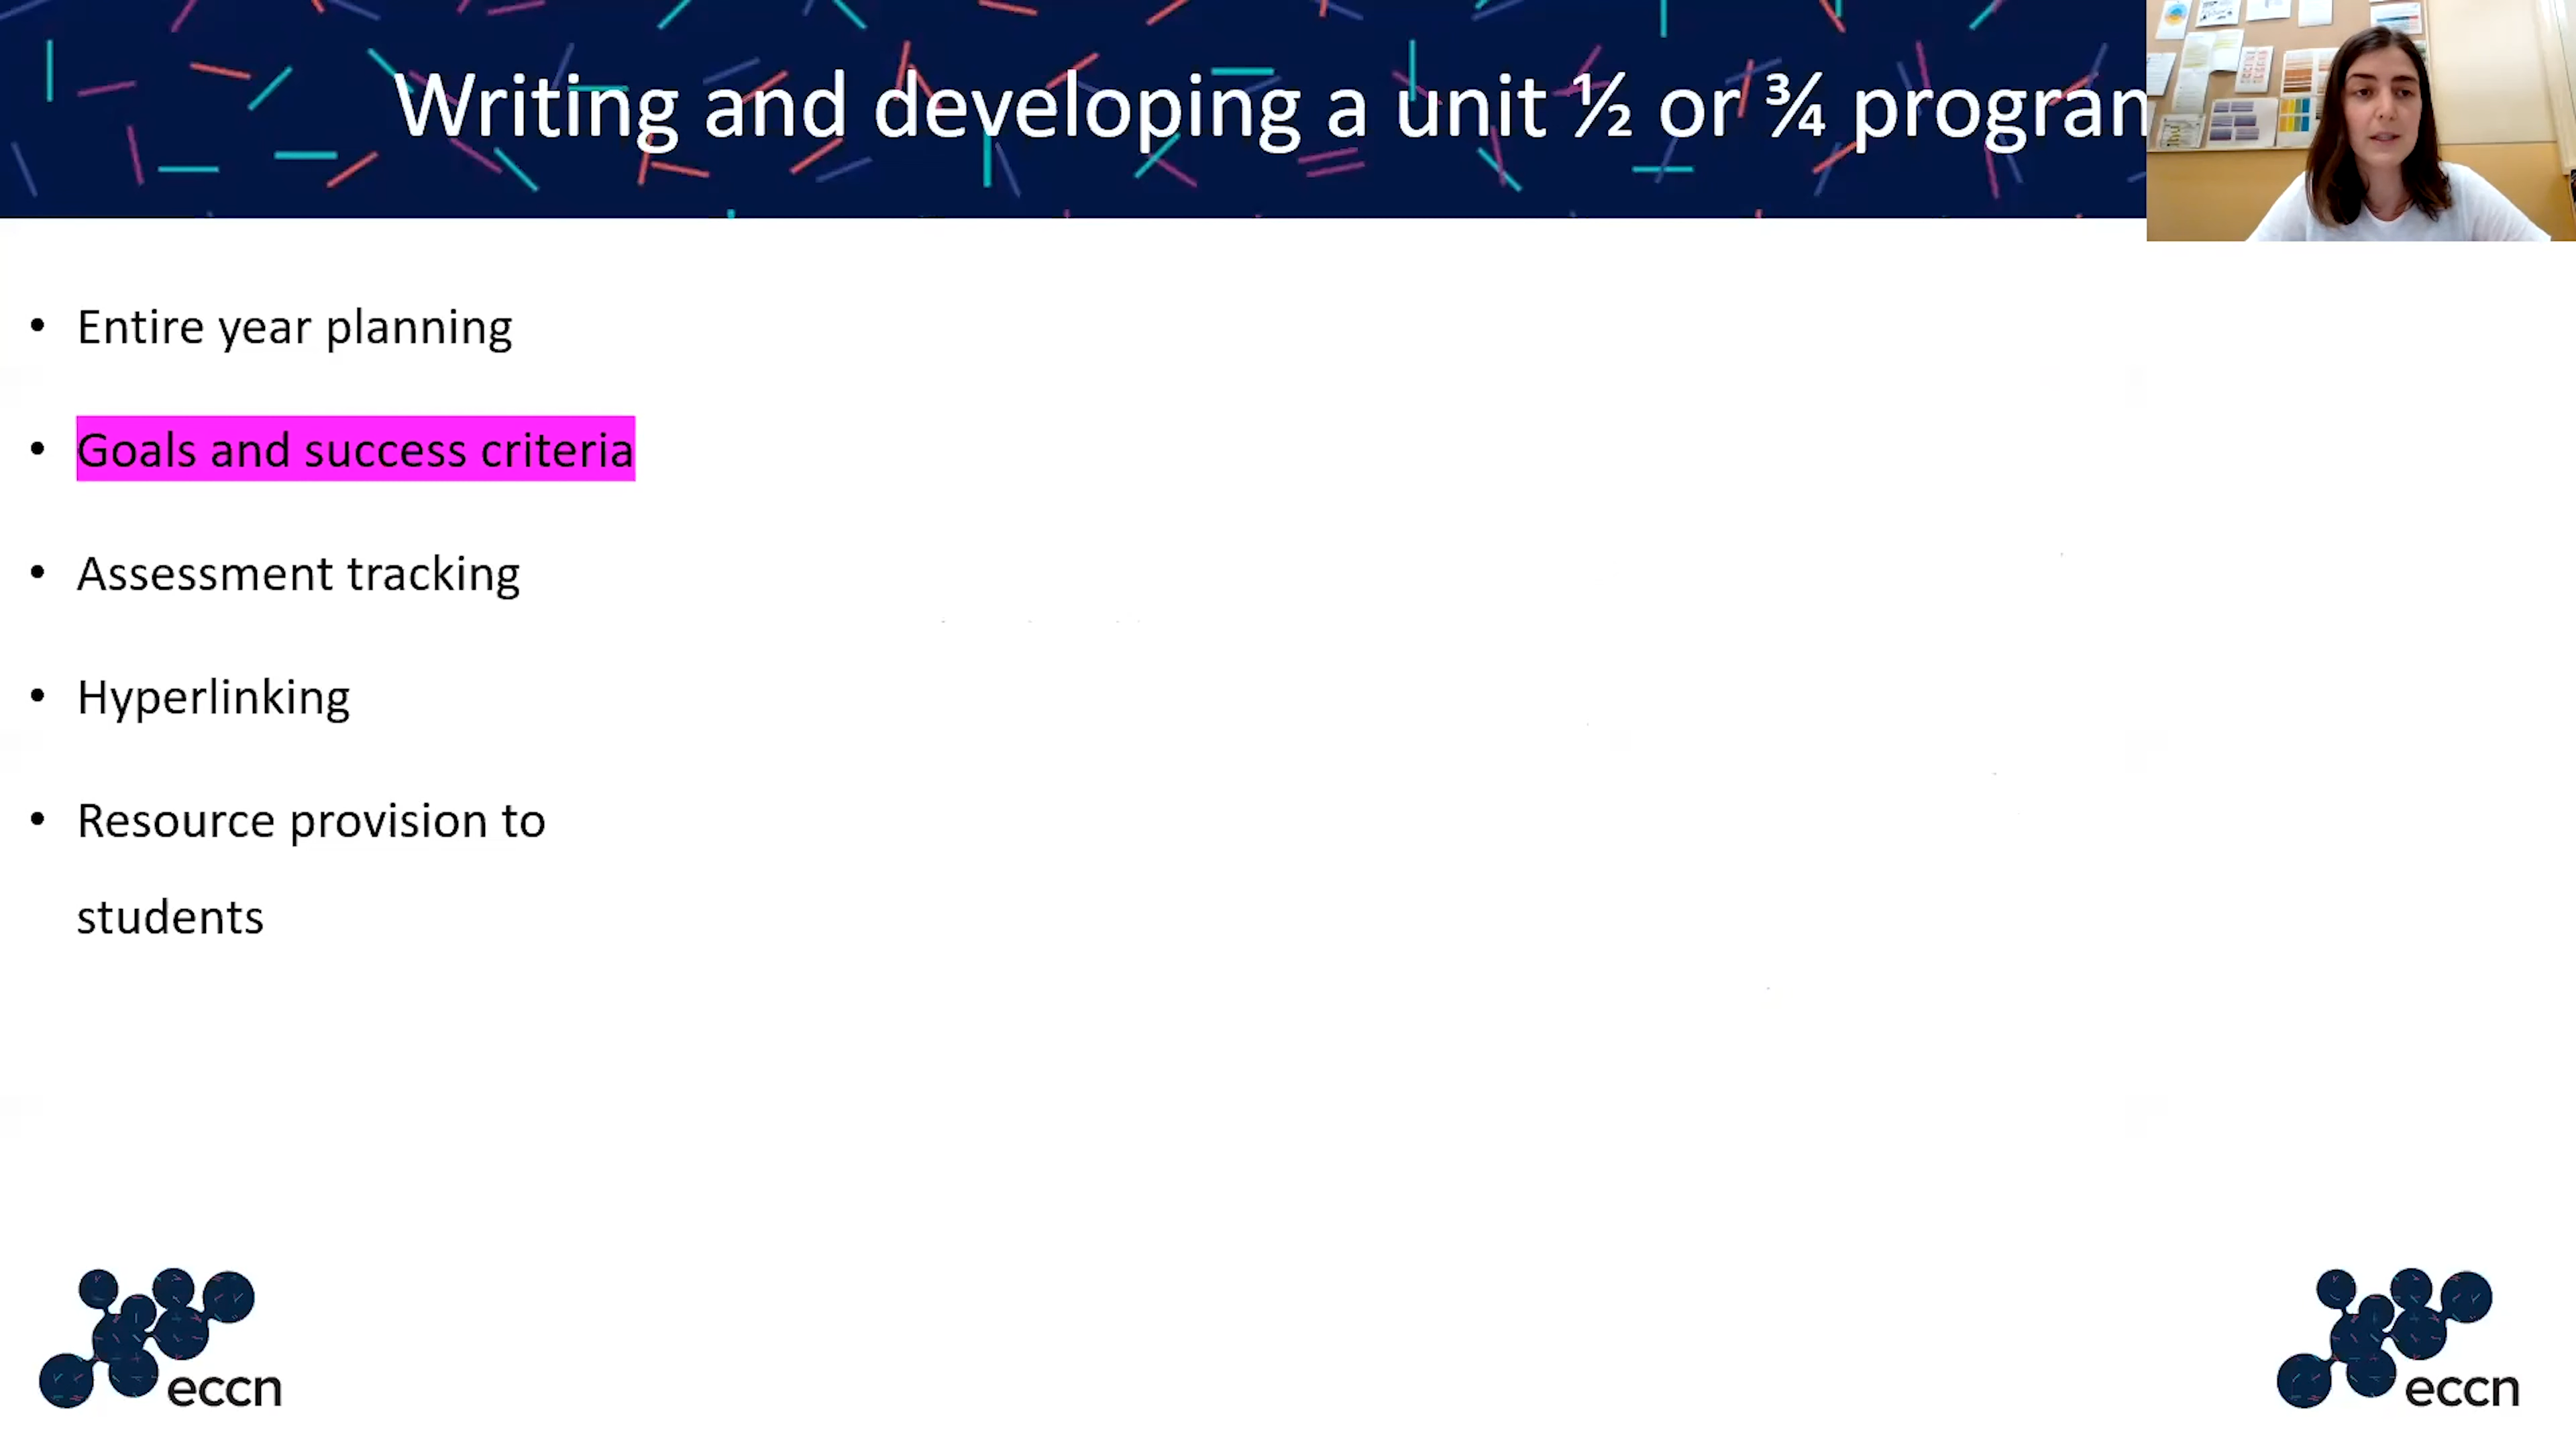 Writing and developing a unit ½ or ¾ progran
• Entire year planning
• Goals and success criteria
• Assessment tracking
• Hyperlinking
• Resource provision to
students
eccn
eccn